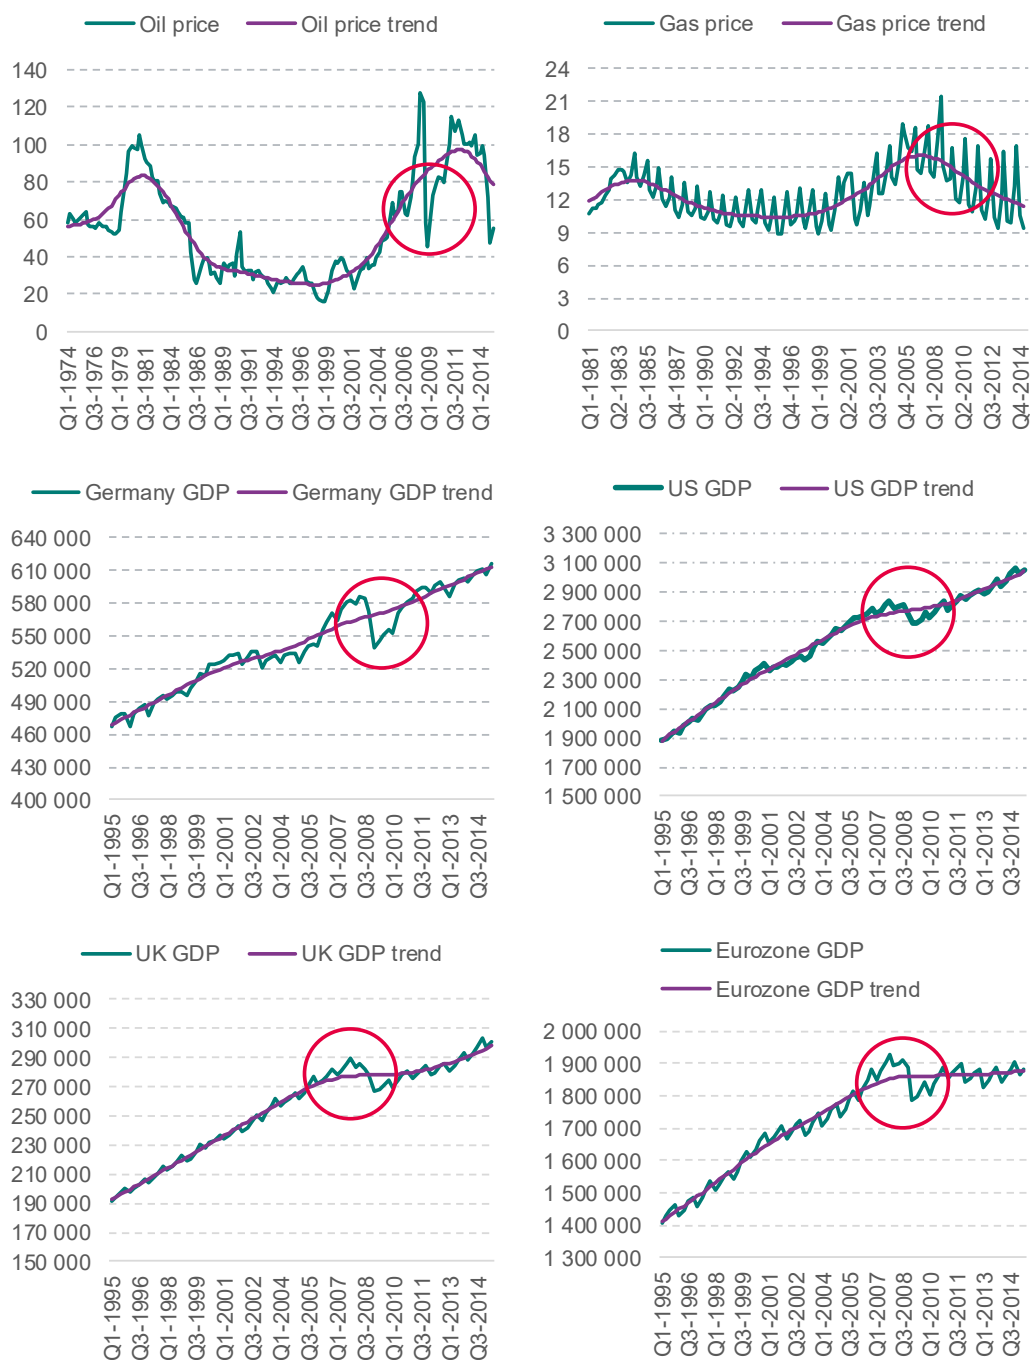 Oil price Oil price trend
140
120
100
80
60
40
20
0
Q1-1974
Q3-1976
Q1-1979
Q3-1981
Q1-1984
Q3-1986
Q1-1989
Q3-1991
Q1-1994
Q3-1996
Q1-1999
Q3-2001
Q1-2004
Q3-2006
Q1-2009
Q3-2011
Q1-2014
Gas price Gas price trend
24
21
18
15
12
9
6
3
0
Q1-1981
Q2-1983
Q3-1985
Q4-1987
Q1-1990
Q2-1992
Q3-1994
Q4-1996
Q1-1999
Q2-2001
Q3-2003
Q4-2005
Q1-2008
Q2-2010
Q3-2012
Q4-2014
Germany GDP Germany GDP trend
640 000
610 000
580 000
550 000
520 000
490 000
460 000
430 000
400 000
Q1-1995
Q3-1996
Q1-1998
Q3-1999
Q1-2001
Q3-2002
Q1-2004
Q3-2005
Q1-2007
Q3-2008
Q1-2010
Q3-2011
Q1-2013
Q3-2014
US GDP US GDP trend
3 300 000
3 100 000
2 900 000
2 700 000
2 500 000
2 300 000
2 100 000
1 900 000
1 700 000
1 500 000
Q1-1995
Q3-1996
Q1-1998
Q3-1999
Q1-2001
Q3-2002
Q1-2004
Q3-2005
Q1-2007
Q3-2008
Q1-2010
Q3-2011
Q1-2013
Q3-2014
UK GDP UK GDP trend
330 000
310 000
290 000
270 000
250 000
230 000
210 000
190 000
170 000
150 000
Q1-1995
Q3-1996
Q1-1998
Q3-1999
Q1-2001
Q3-2002
Q1-2004
Q3-2005
Q1-2007
Q3-2008
Q1-2010
Q3-2011
Q1-2013
Q3-2014
Eurozone GDP
Eurozone GDP trend
2 000 000
1 900 000
1 800 000
1 700 000
1 600 000
1 500 000
1 400 000
1 300 000
Q1-1995
Q3-1996
Q1-1998
Q3-1999
Q1-2001
Q3-2002
Q1-2004
Q3-2005
Q1-2007
Q3-2008
Q1-2010
Q3-2011
Q1-2013
Q3-2014